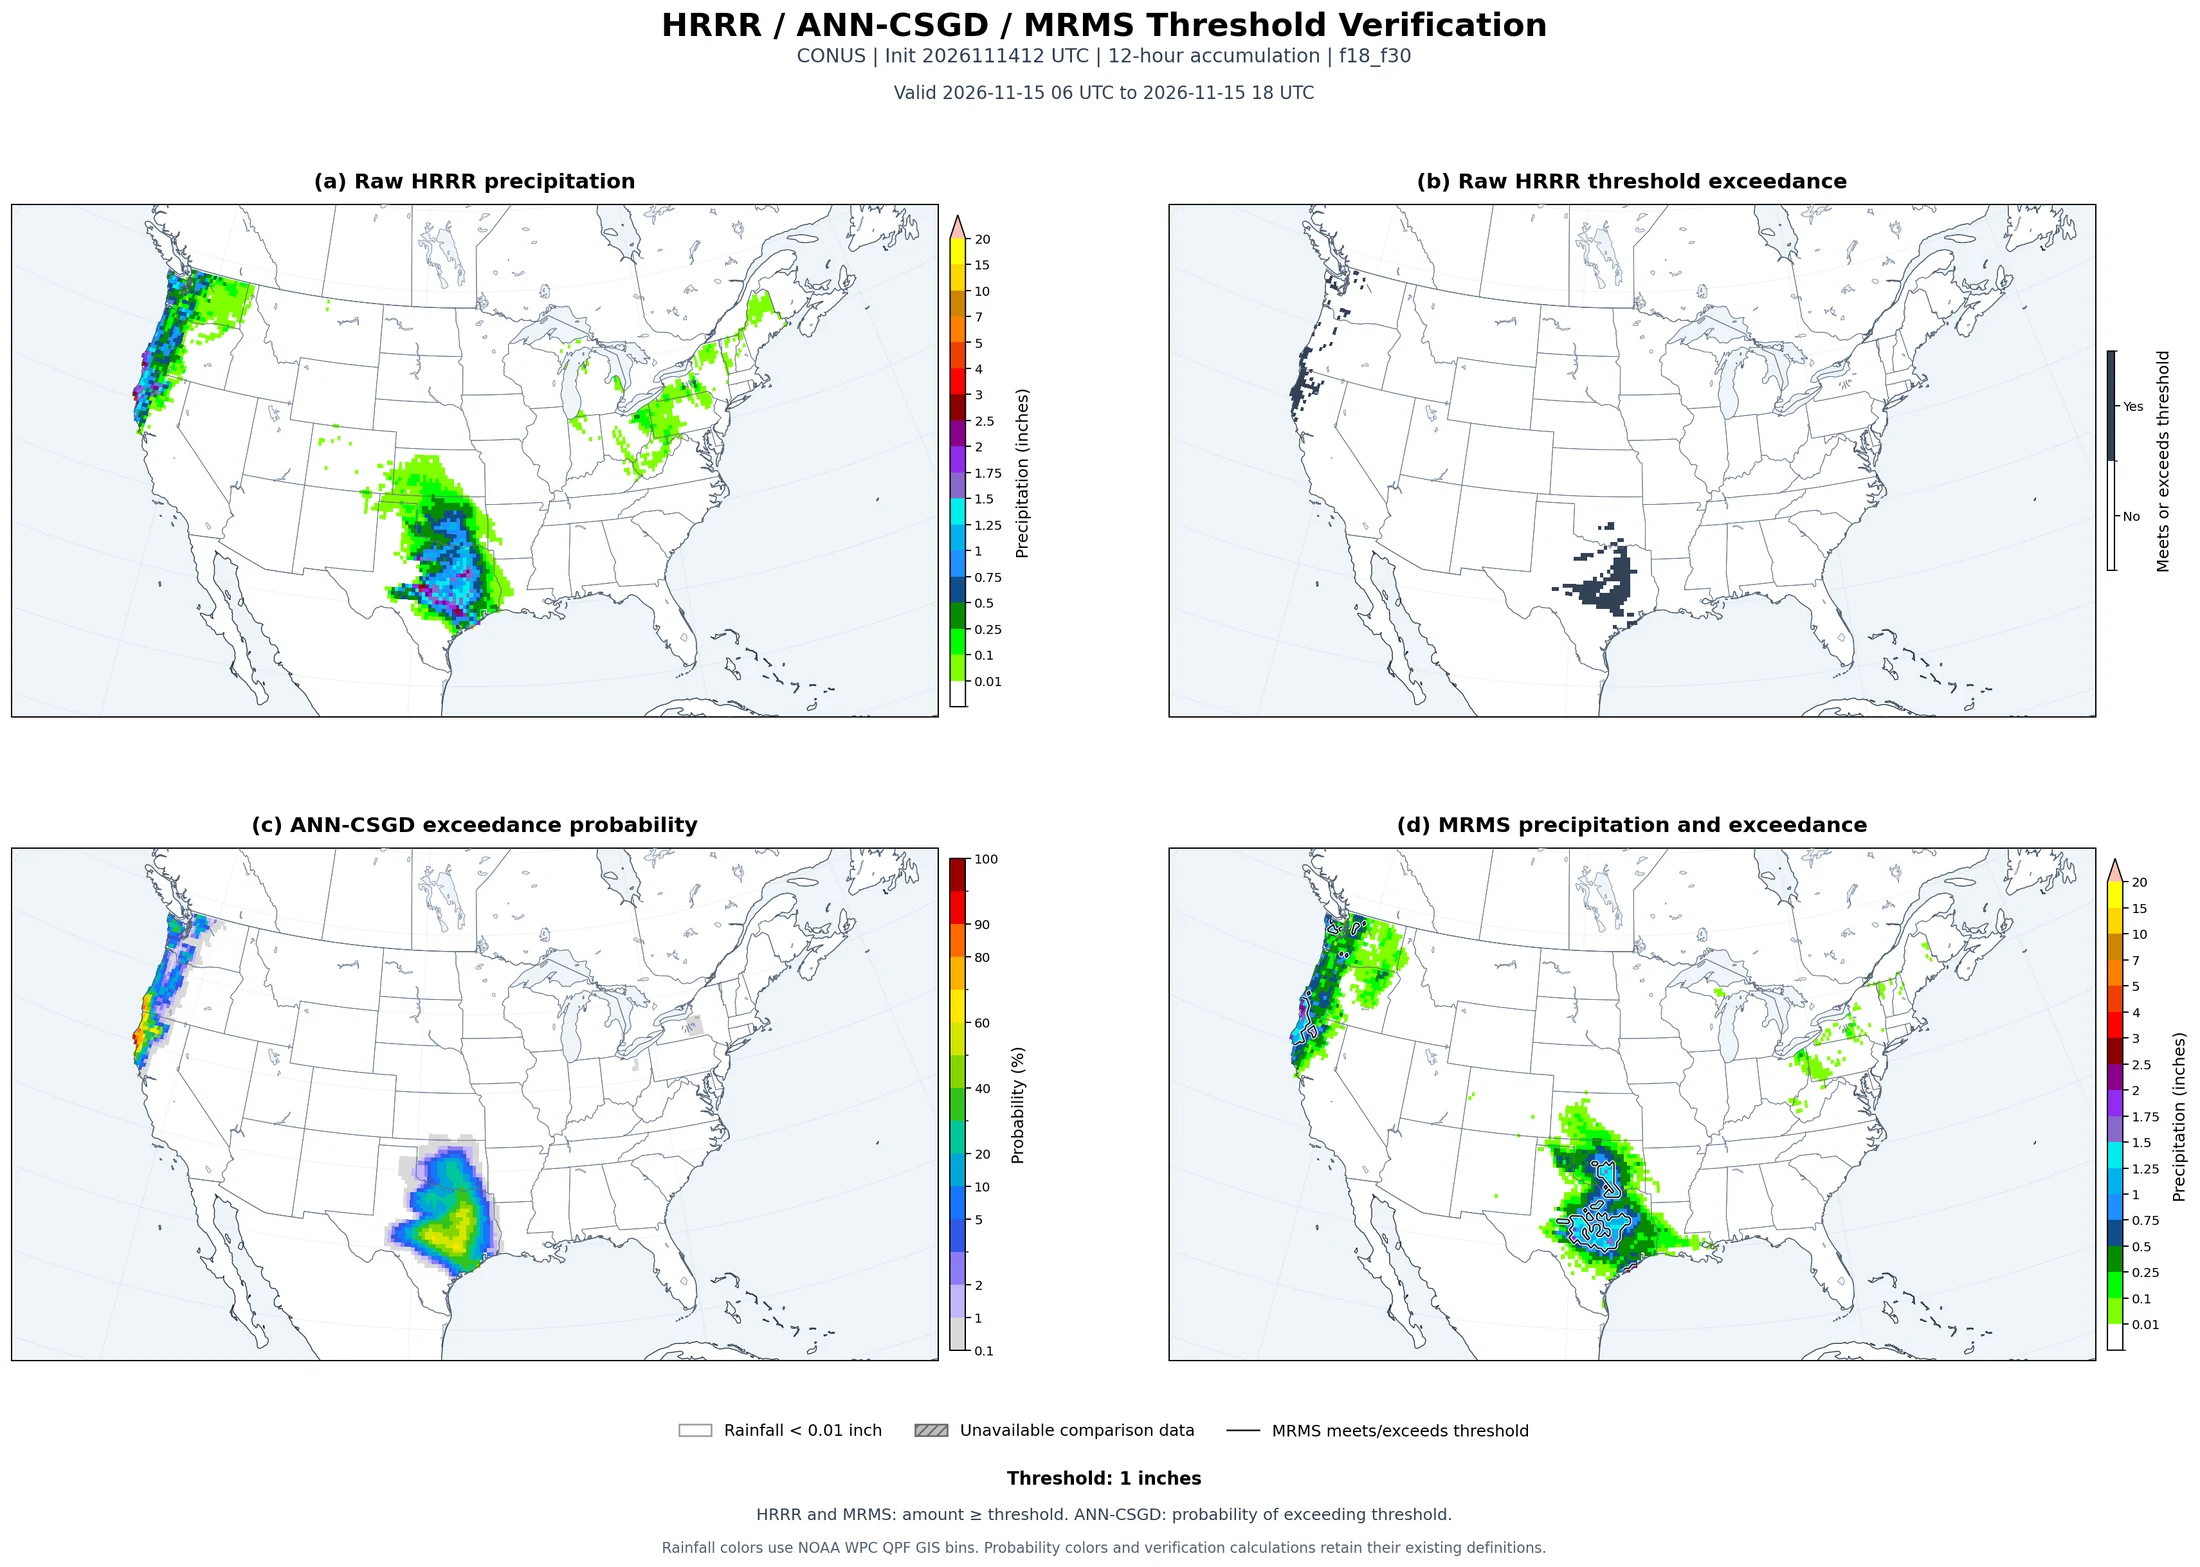 HRRR / ANN-CSGD / MRMS Threshold Verification
CONUS | Init 2026111412 UTC | 12-hour accumulation | f18_f30
Valid 2026-11-15 06 UTC to 2026-11-15 18 UTC
(a) Raw HRRR precipitation
20
15
10
7
5
4
3
2.5
2
1.75
1.5
1.25
1
0.75
0.5
0.25
0.1
0.01
Precipitation (inches)
(b) Raw HRRR threshold exceedance
Yes
No
Meets or exceeds threshold
(c) ANN-CSGD exceedance probability
100
90
80
60
40
20
10
5
2
1
0.1
Probability (%)
(d) MRMS precipitation and exceedance
20
15
10
7
5
4
3
2.5
2
1.75
1.5
1.25
1
0.75
0.5
0.25
0.1
0.01
Precipitation (inches)
Rainfall < 0.01 inch
Unavailable comparison data
MRMS meets/exceeds threshold
Threshold: 1 inches
HRRR and MRMS: amount ≥ threshold. ANN-CSGD: probability of exceeding threshold.
Rainfall colors use NOAA WPC QPF GIS bins. Probability colors and verification calculations retain their existing definitions.